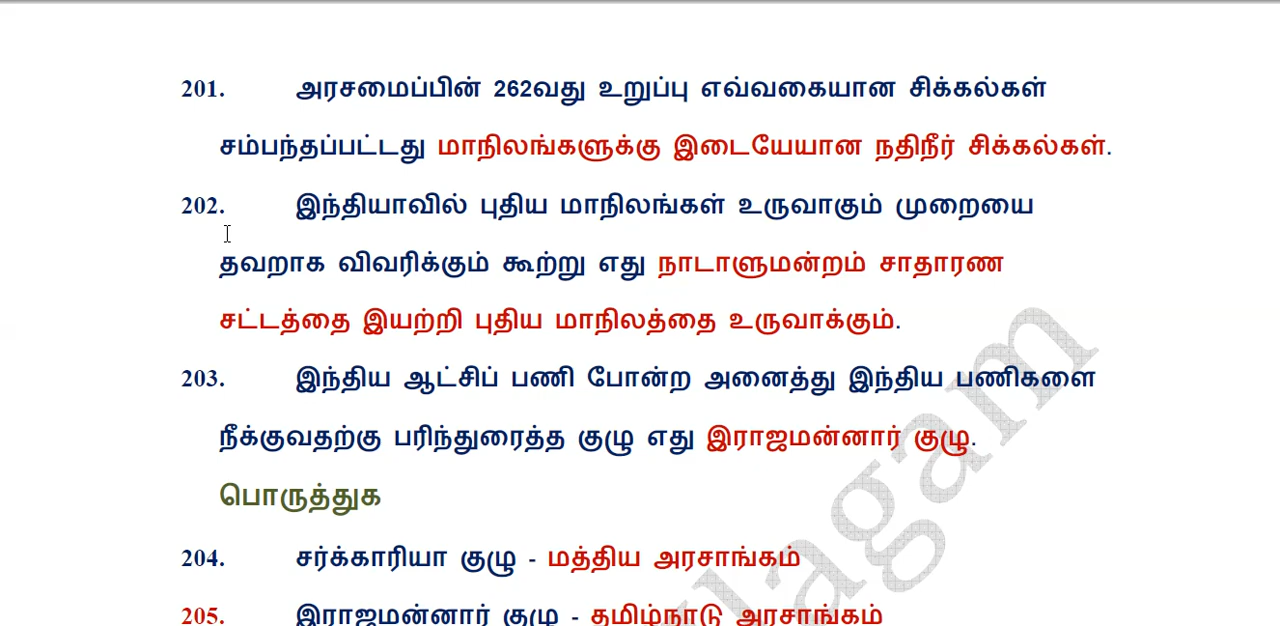 201. அரசமைப்பின் 262வது உறுப்பு எவ்வகையான சிக்கல்கள்
சம்பந்தப்பட்டது மாநிலங்களுக்கு இடையேயான நதிநீர் சிக்கல்கள்.
202. இந்தியாவில் புதிய மாநிலங்கள் உருவாகும் முறையை
தவறாக விவரிக்கும் கூற்று எது நாடாளுமன்றம் சாதாரண
சட்டத்தை இயற்றி புதிய மாநிலத்தை உருவாக்கும்.
203. இந்திய ஆட்சிப் பணி போன்ற அனைத்து இந்திய பணிகளை
நீக்குவதற்கு பரிந்துரைத்த குழு எது இராஜமன்னார் குழு.
பொருத்துக
204. சர்க்காரியா குழு - மத்திய அரசாங்கம்
205. இராஜமன்னார் குழு - தமிழ்நாடு அரசாங்கம்